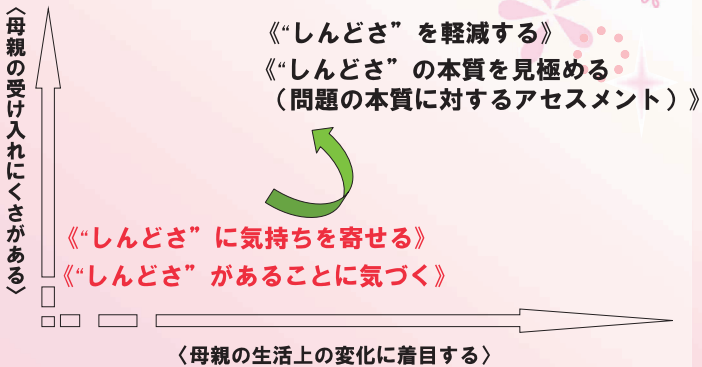 〈母親の受け入れにくさがある〉
《“しんどさ”を軽減する》
《“しんどさ”の本質を見極める
（問題の本質に対するアセスメント）》
《“しんどさ”に気持ちを寄せる》
《“しんどさ”があることに気づく》
〈母親の生活上の変化に着目する〉